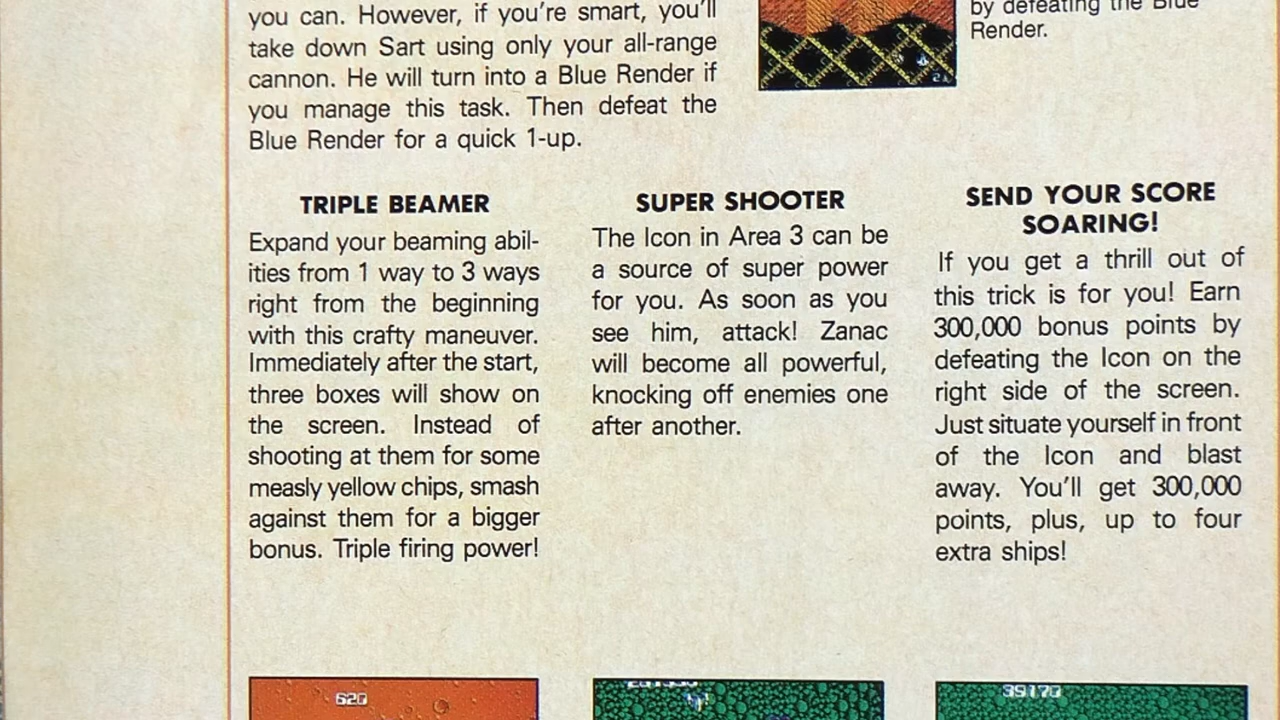 you can. However, if you're smart, you'll
take down Sart using only your all-range
cannon. He will turn into a Blue Render if
you manage this task. Then defeat the
Blue Render for a quick 1-up.
by defeating the Blue
Render.
TRIPLE BEAMER
Expand your beaming abil-
ities from 1 way to 3 ways
right from the beginning
with this crafty maneuver.
Immediately after the start,
three boxes will show on
the screen. Instead of
shooting at them for some
measly yellow chips, smash
against them for a bigger
bonus. Triple firing power!
SUPER SHOOTER
The Icon in Area 3 can be
a source of super power
for you. As soon as you
see him, attack! Zanac
will become all powerful,
knocking off enemies one
after another.
SEND YOUR SCORE
SOARING!
If you get a thrill out of
this trick is for you! Earn
300,000 bonus points by
defeating the Icon on the
right side of the screen.
Just situate yourself in front
of the Icon and blast
away. You'll get 300,000
points, plus, up to four
extra ships!
620
39170